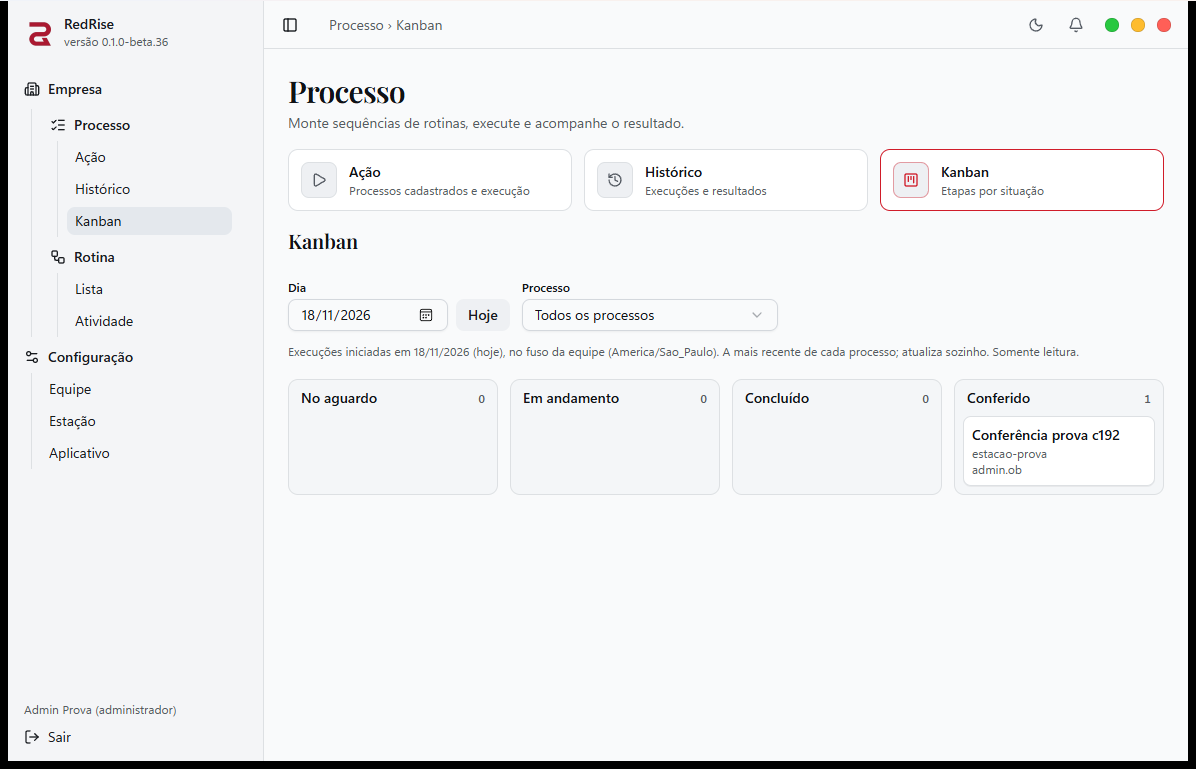 RedRise
versão 0.1.0-beta.36
Empresa
Processo
Ação
Histórico
Kanban
Rotina
Lista
Atividade
Configuração
Equipe
Estação
Aplicativo
Admin Prova (administrador)
Sair
Processo › Kanban
Processo
Monte sequências de rotinas, execute e acompanhe o resultado.
Ação
Processos cadastrados e execução
Histórico
Execuções e resultados
Kanban
Etapas por situação
Kanban
Dia
18/11/2026
Hoje
Processo
Todos os processos
Execuções iniciadas em 18/11/2026 (hoje), no fuso da equipe (America/Sao_Paulo). A mais recente de cada processo; atualiza sozinho. Somente leitura.
No aguardo 0
Em andamento 0
Concluído 0
Conferido 1
Conferência prova c192
estacao-prova
admin.ob